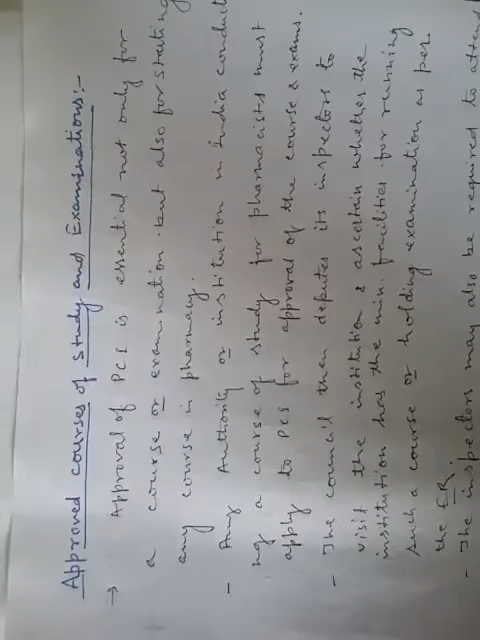 Approved courses of study and Examinations:-
→ Approval of PCI is essential not only for
a course or examination but also for starting
any course in pharmacy.
- Any Authority or institution in India conduct
ng a course of study for pharmacists must
apply to PCI for approval of the course & exams.
- The council then deputes its inspectors to
visit the institution & ascertain whether the
institution has the min. facilities for running
such a course or holding examination as per
the ER.
- The inspectors may also be required to attend